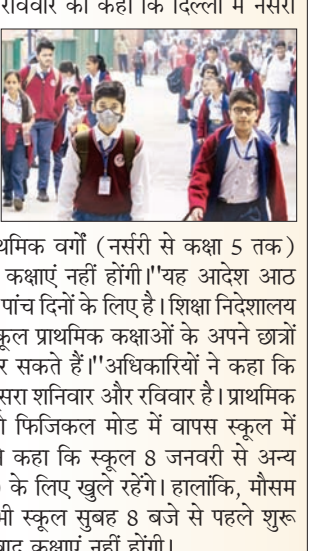 रविवार को कहा कि दिल्ली में नर्सरी
थमिक वर्गों (नर्सरी से कक्षा 5 तक)
कक्षाएं नहीं होंगी।"यह आदेश आठ
पांच दिनों के लिए है। शिक्षा निदेशालय
कूल प्राथमिक कक्षाओं के अपने छात्रों
र सकते हैं।"अधिकारियों ने कहा कि
सरा शनिवार और रविवार है। प्राथमिक
फिजिकल मोड में वापस स्कूल में
कहा कि स्कूल 8 जनवरी से अन्य
के लिए खुले रहेंगे। हालांकि, मौसम
भी स्कूल सुबह 8 बजे से पहले शुरू
बाद कक्षाएं नहीं होंगी।